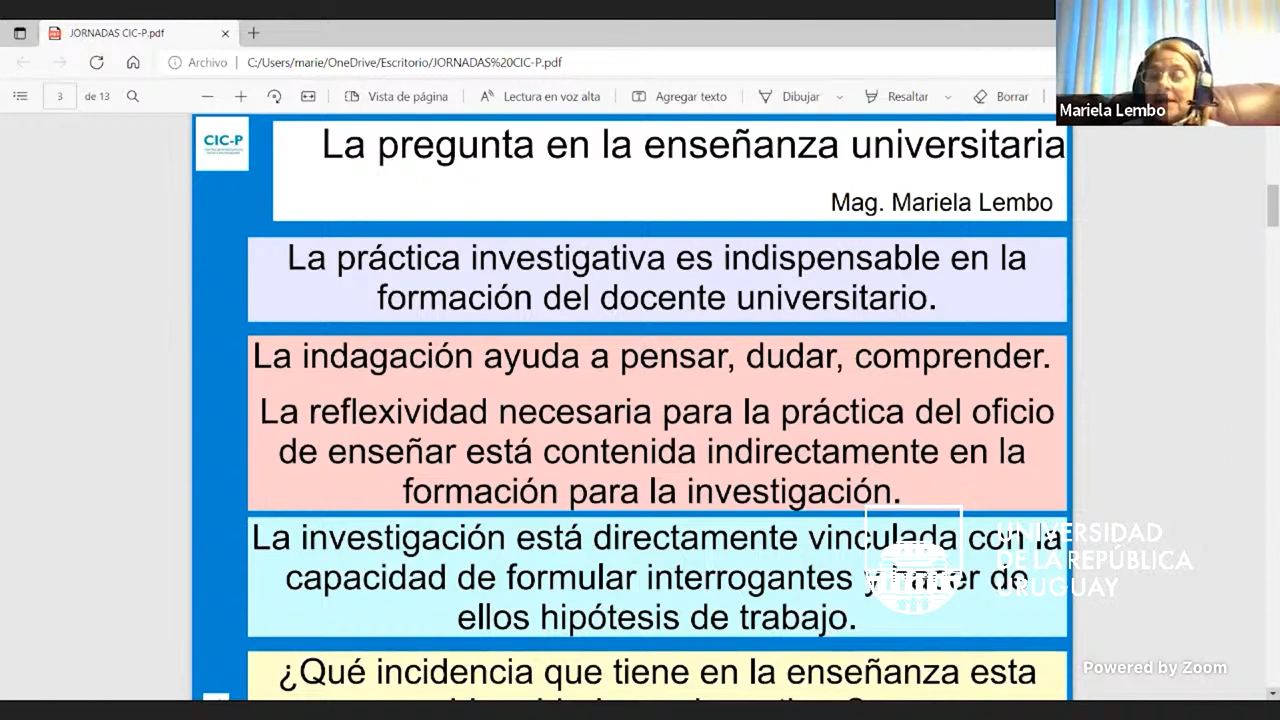 JORNADAS CIC-P.pdf
Archivo
C:/Users/marie/OneDrive/Escritorio/JORNADAS%20CIC-P.pdf
3
de 13
Vista de página
Lectura en voz alta
Agregar texto
Dibujar
Resaltar
Borrar
Mariela Lembo
CIC-P
La pregunta en la enseñanza universitaria
Mag. Mariela Lembo
La práctica investigativa es indispensable en la
formación del docente universitario.
La indagación ayuda a pensar, dudar, comprender.
La reflexividad necesaria para la práctica del oficio
de enseñar está contenida indirectamente en la
formación para la investigación.
La investigación está directamente vinculada con la
capacidad de formular interrogantes y hacer de
ellos hipótesis de trabajo.
¿Qué incidencia que tiene en la enseñanza esta
UNIVERSIDAD
DE LA REPÚBLICA
URUGUAY
Powered by Zoom